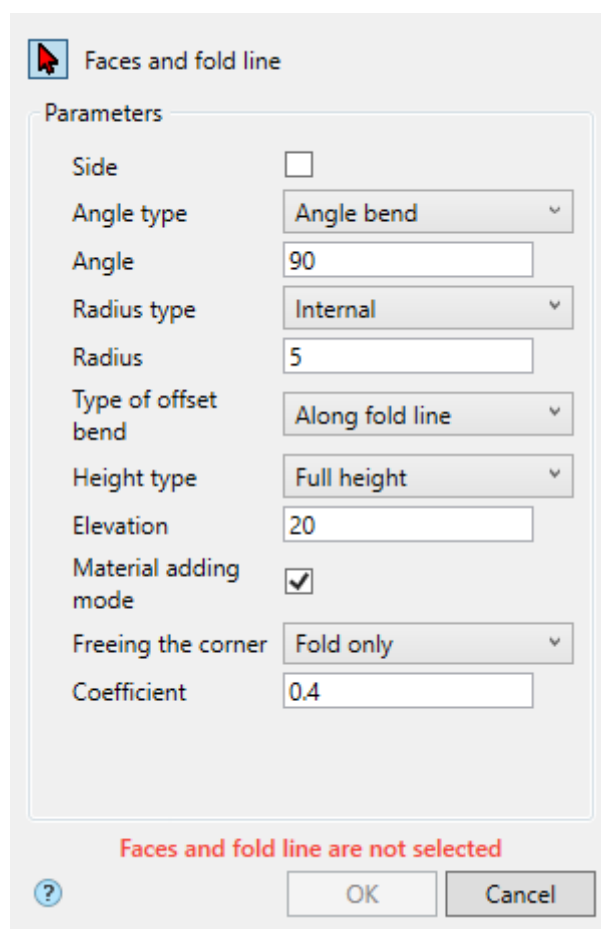 Faces and fold line
Parameters
Side
Angle type Angle bend
Angle 90
Radius type Internal
Radius 5
Type of offset
bend Along fold line
Height type Full height
Elevation 20
Material adding
mode
Freeing the corner Fold only
Coefficient 0.4
Faces and fold line are not selected
? OK Cancel